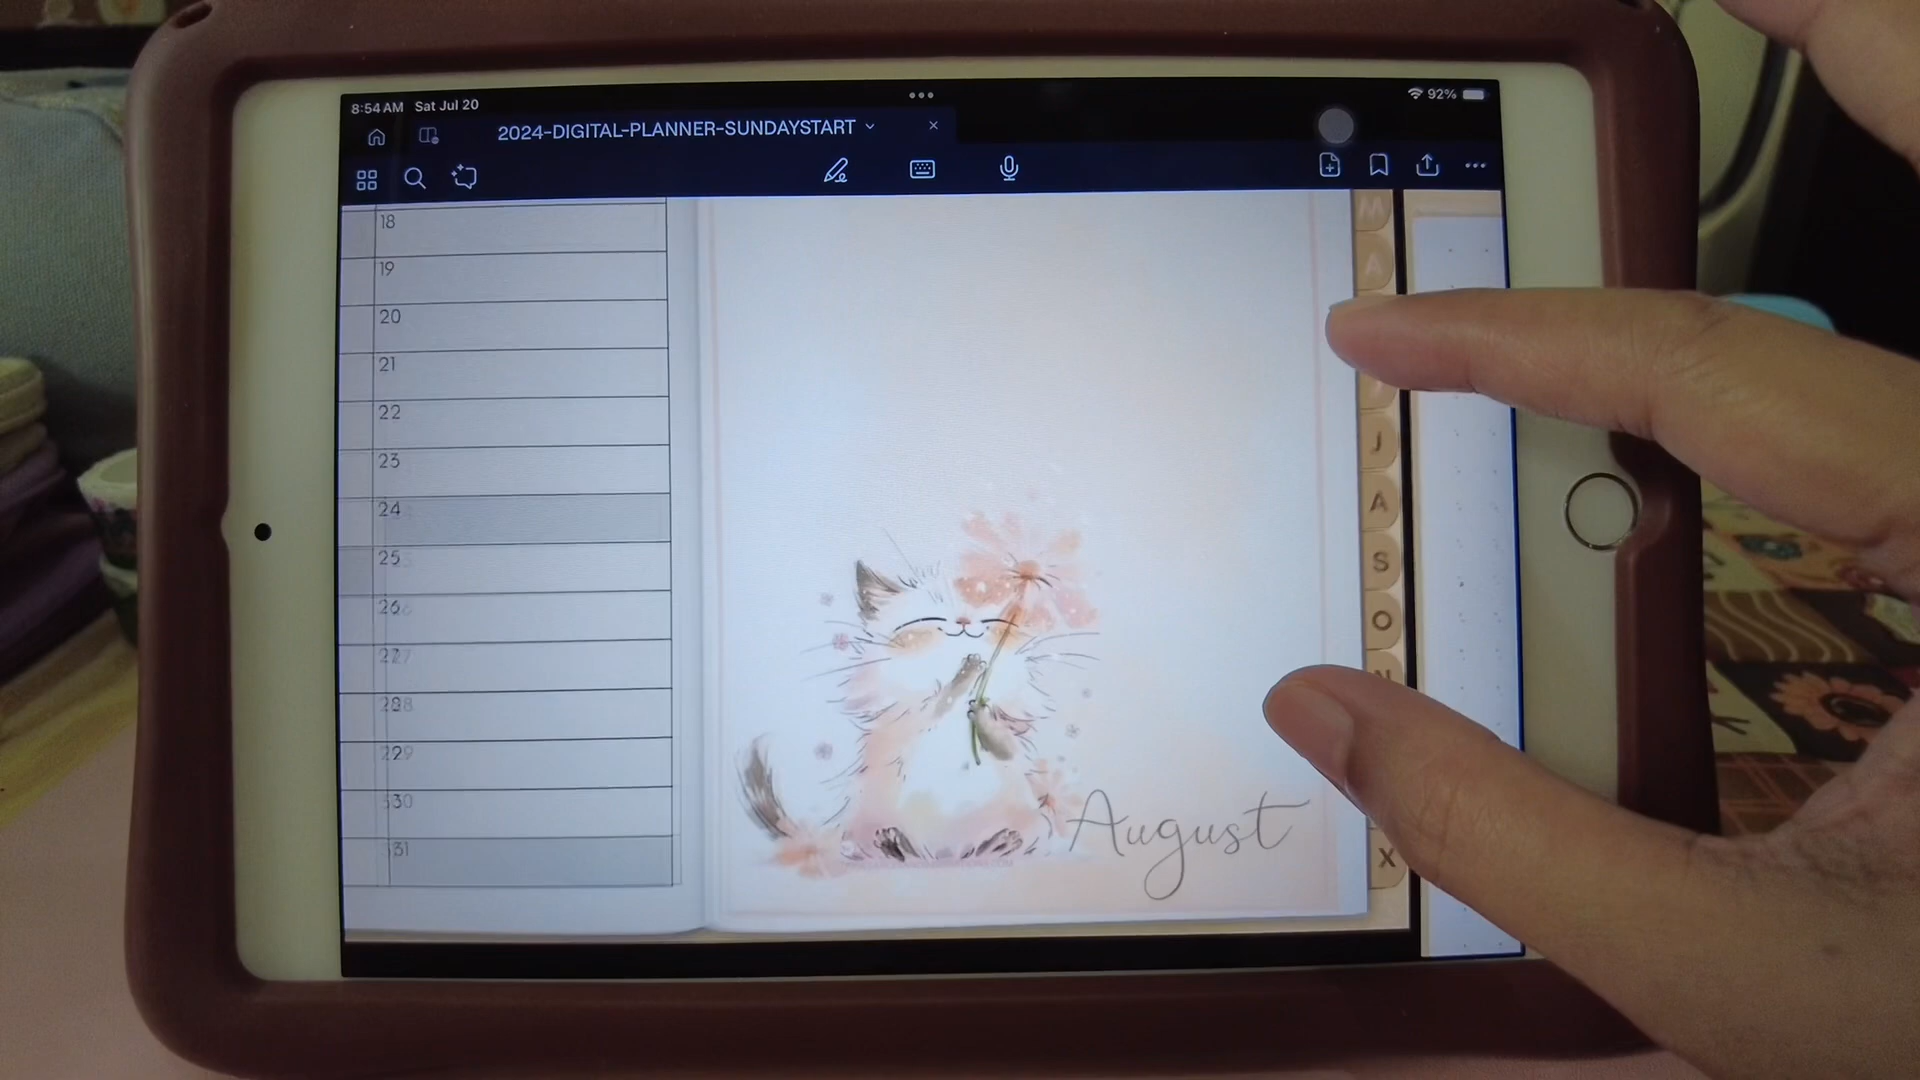 8:54 AM Sat Jul 20
92%
2024-DIGITAL-PLANNER-SUNDAYSTART
18
19
20
21
22
23
24
25
26
27
28
29
30
31
August
M
A
J
A
S
O
N
X